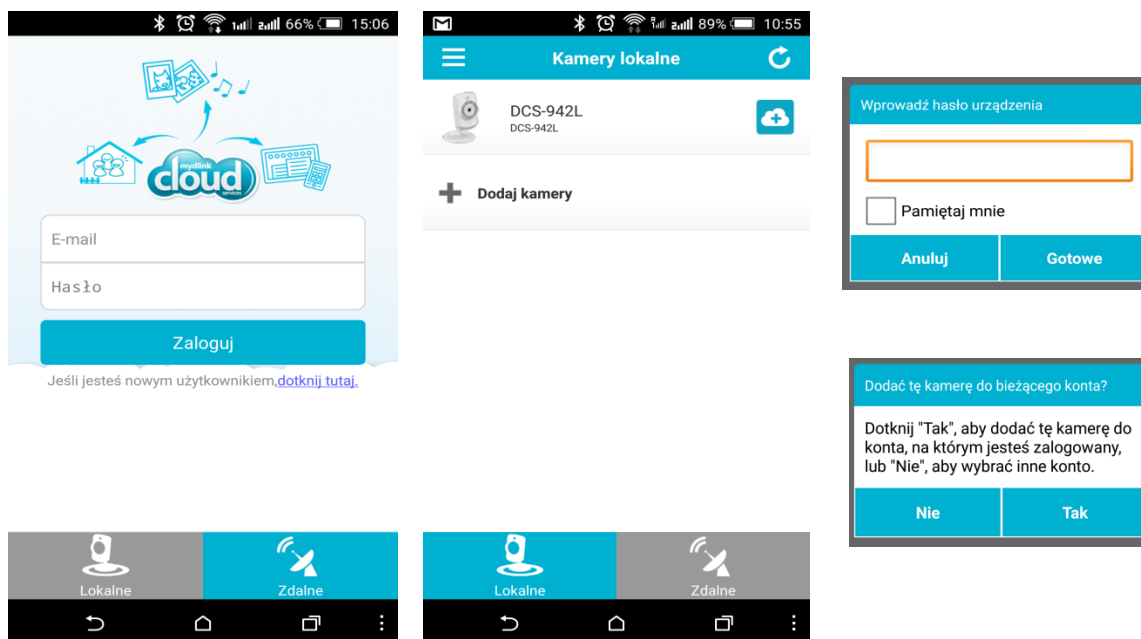 66% 15:06
mydlink
cloud
services
E-mail
Hasło
Zaloguj
Jeśli jesteś nowym użytkownikiem,dotknij tutaj.
Lokalne
Zdalne
89% 10:55
Kamery lokalne
DCS-942L
DCS-942L
Dodaj kamery
Lokalne
Zdalne
Wprowadź hasło urządzenia
Pamiętaj mnie
Anuluj
Gotowe
Dodać tę kamerę do bieżącego konta?
Dotknij "Tak", aby dodać tę kamerę do
konta, na którym jesteś zalogowany,
lub "Nie", aby wybrać inne konto.
Nie
Tak